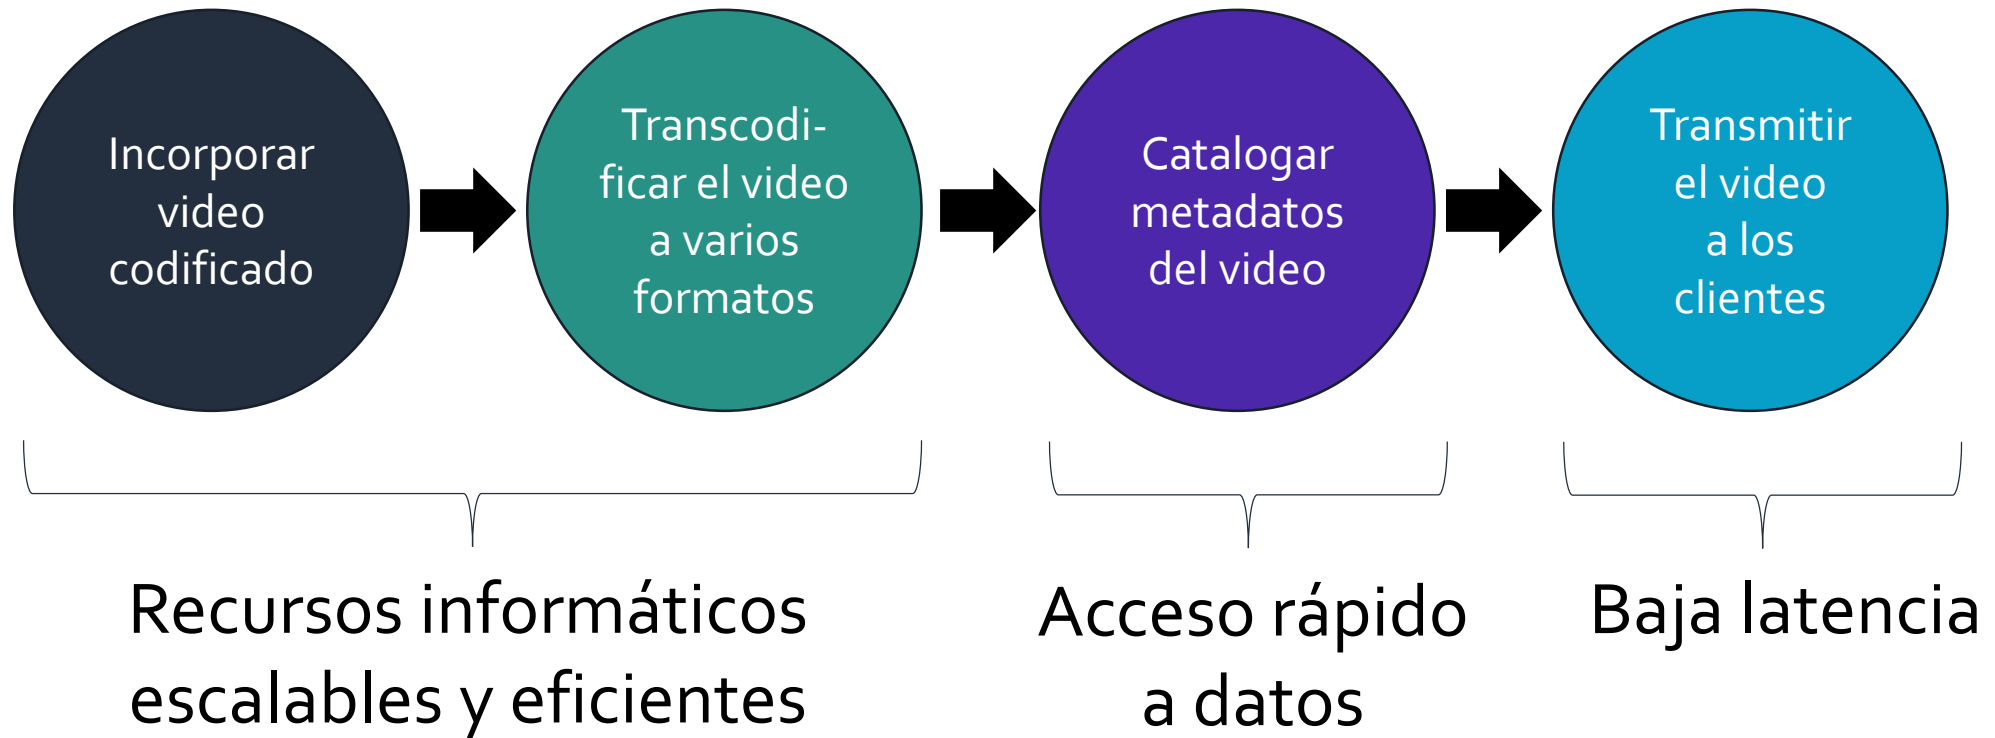 Incorporar
video
codificado
Transcodi-
ficar el video
a varios
formatos
Catalogar
metadatos
del video
Transmitir
el video
a los
clientes
Recursos informáticos
escalables y eficientes
Acceso rápido
a datos
Baja latencia